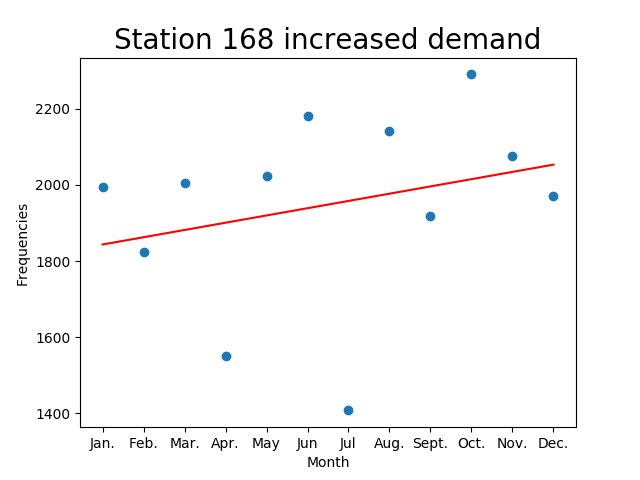 Station 168 increased demand
Frequencies
2200
2000
1800
1600
1400
Jan. Feb. Mar. Apr. May Jun Jul Aug. Sept. Oct. Nov. Dec.
Month